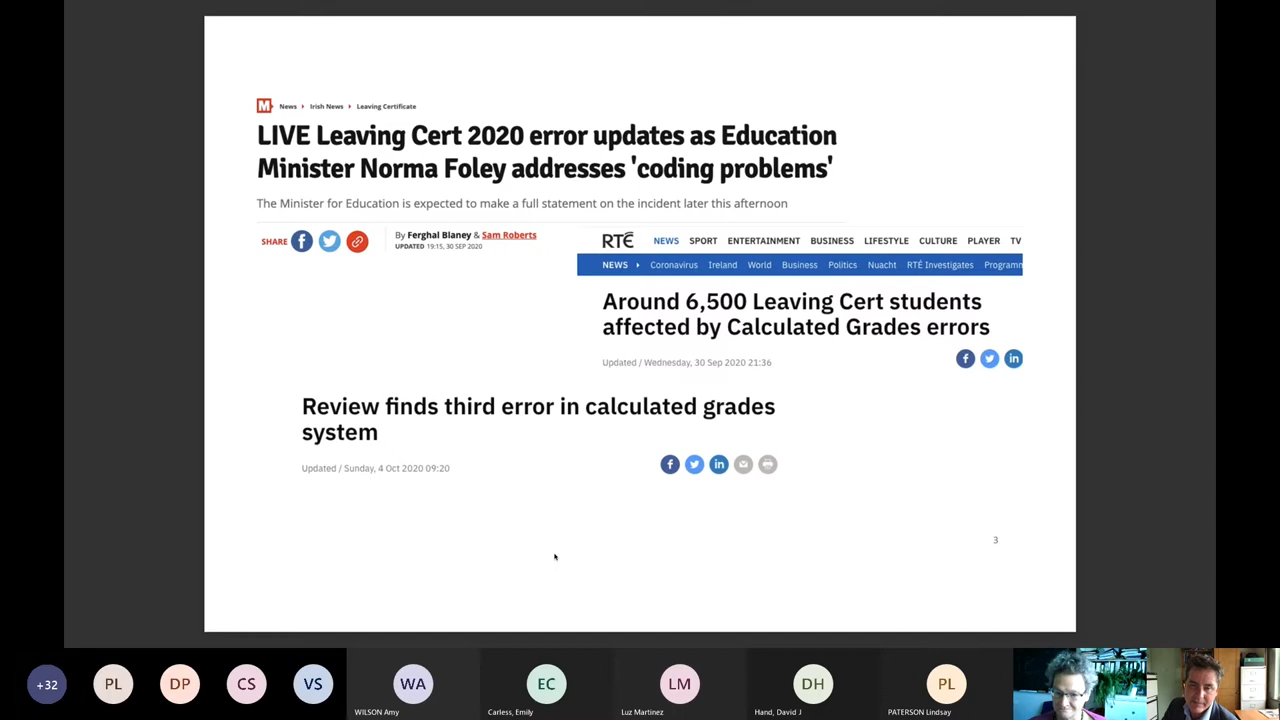 M News Irish News Leaving Certificate
LIVE Leaving Cert 2020 error updates as Education
Minister Norma Foley addresses 'coding problems'
The Minister for Education is expected to make a full statement on the incident later this afternoon
SHARE
By Ferghal Blaney & Sam Roberts
UPDATED 19:15, 30 SEP 2020
RTÉ NEWS SPORT ENTERTAINMENT BUSINESS LIFESTYLE CULTURE PLAYER TV
NEWS Coronavirus Ireland World Business Politics Nuacht RTÉ Investigates Programm
Around 6,500 Leaving Cert students
affected by Calculated Grades errors
Updated / Wednesday, 30 Sep 2020 21:36
Review finds third error in calculated grades
system
Updated / Sunday, 4 Oct 2020 09:20
3
+32 PL DP CS VS WA EC LM DH PL
WILSON Amy Carless, Emily Luz Martinez Hand, David J PATERSON Lindsay